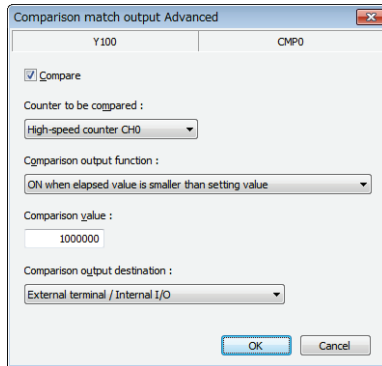 Comparison match output Advanced
Y100 CMP0
Compare
Counter to be compared :
High-speed counter CH0
Comparison output function :
ON when elapsed value is smaller than setting value
Comparison value :
1000000
Comparison output destination :
External terminal / Internal I/O
OK Cancel